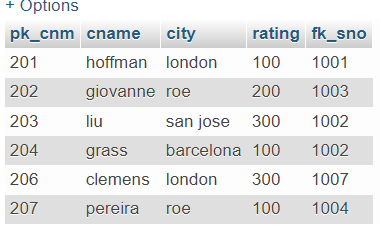 + Options
pk_cnm cname city rating fk_sno
201 hoffman london 100 1001
202 giovanne roe 200 1003
203 liu san jose 300 1002
204 grass barcelona 100 1002
206 clemens london 300 1007
207 pereira roe 100 1004